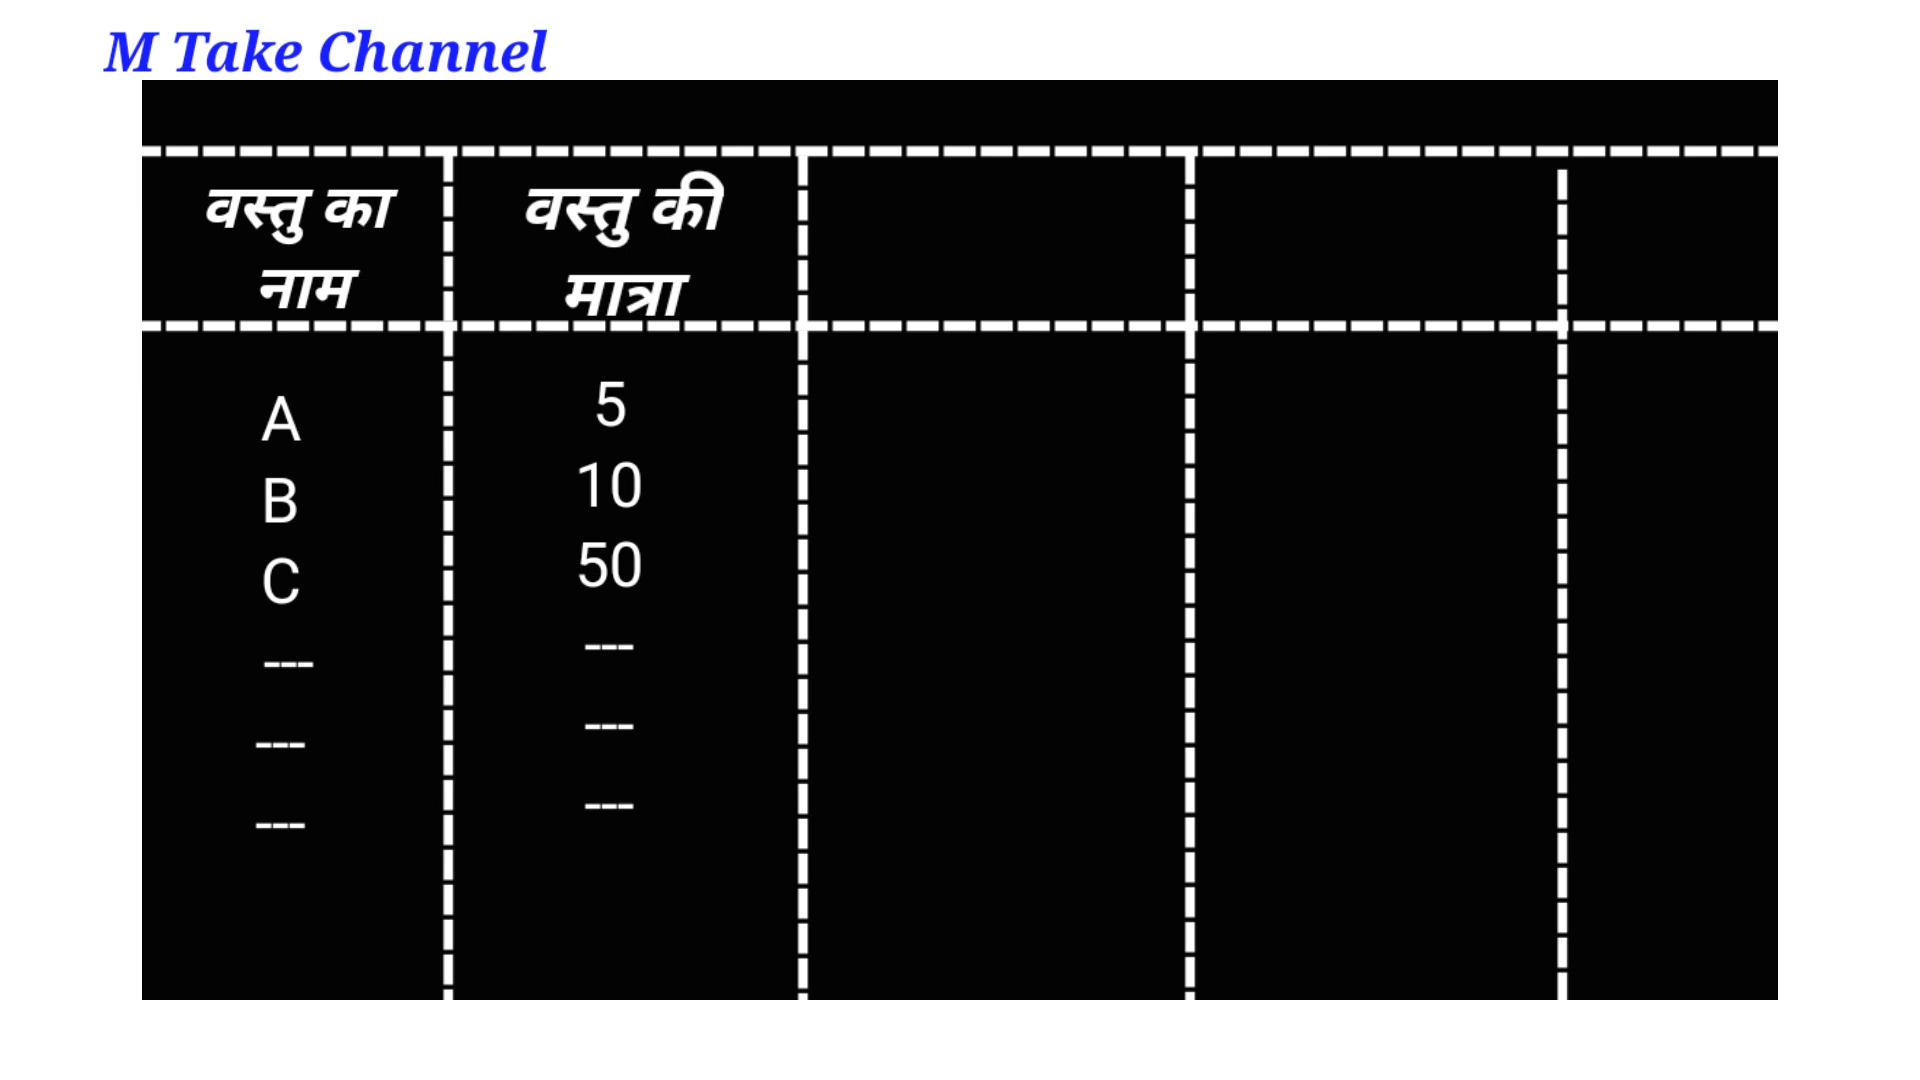 M Take Channel
वस्तु का
नाम
वस्तु की
मात्रा
A
B
C
---
---
---
5
10
50
---
---
---